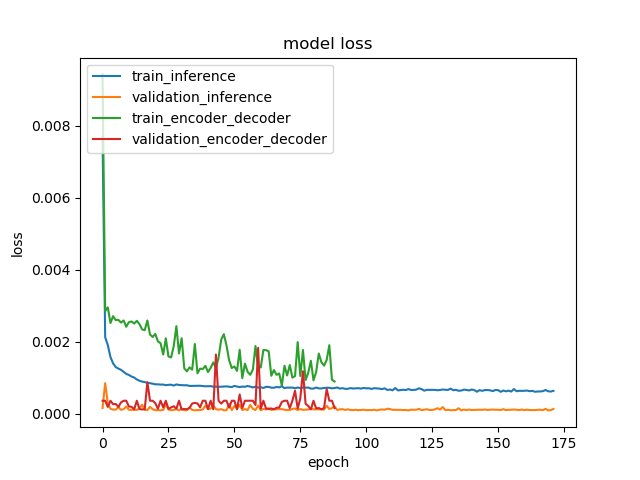 model loss
train_inference
validation_inference
train_encoder_decoder
validation_encoder_decoder
0.008
0.006
0.004
0.002
0.000
loss
0 25 50 75 100 125 150 175
epoch